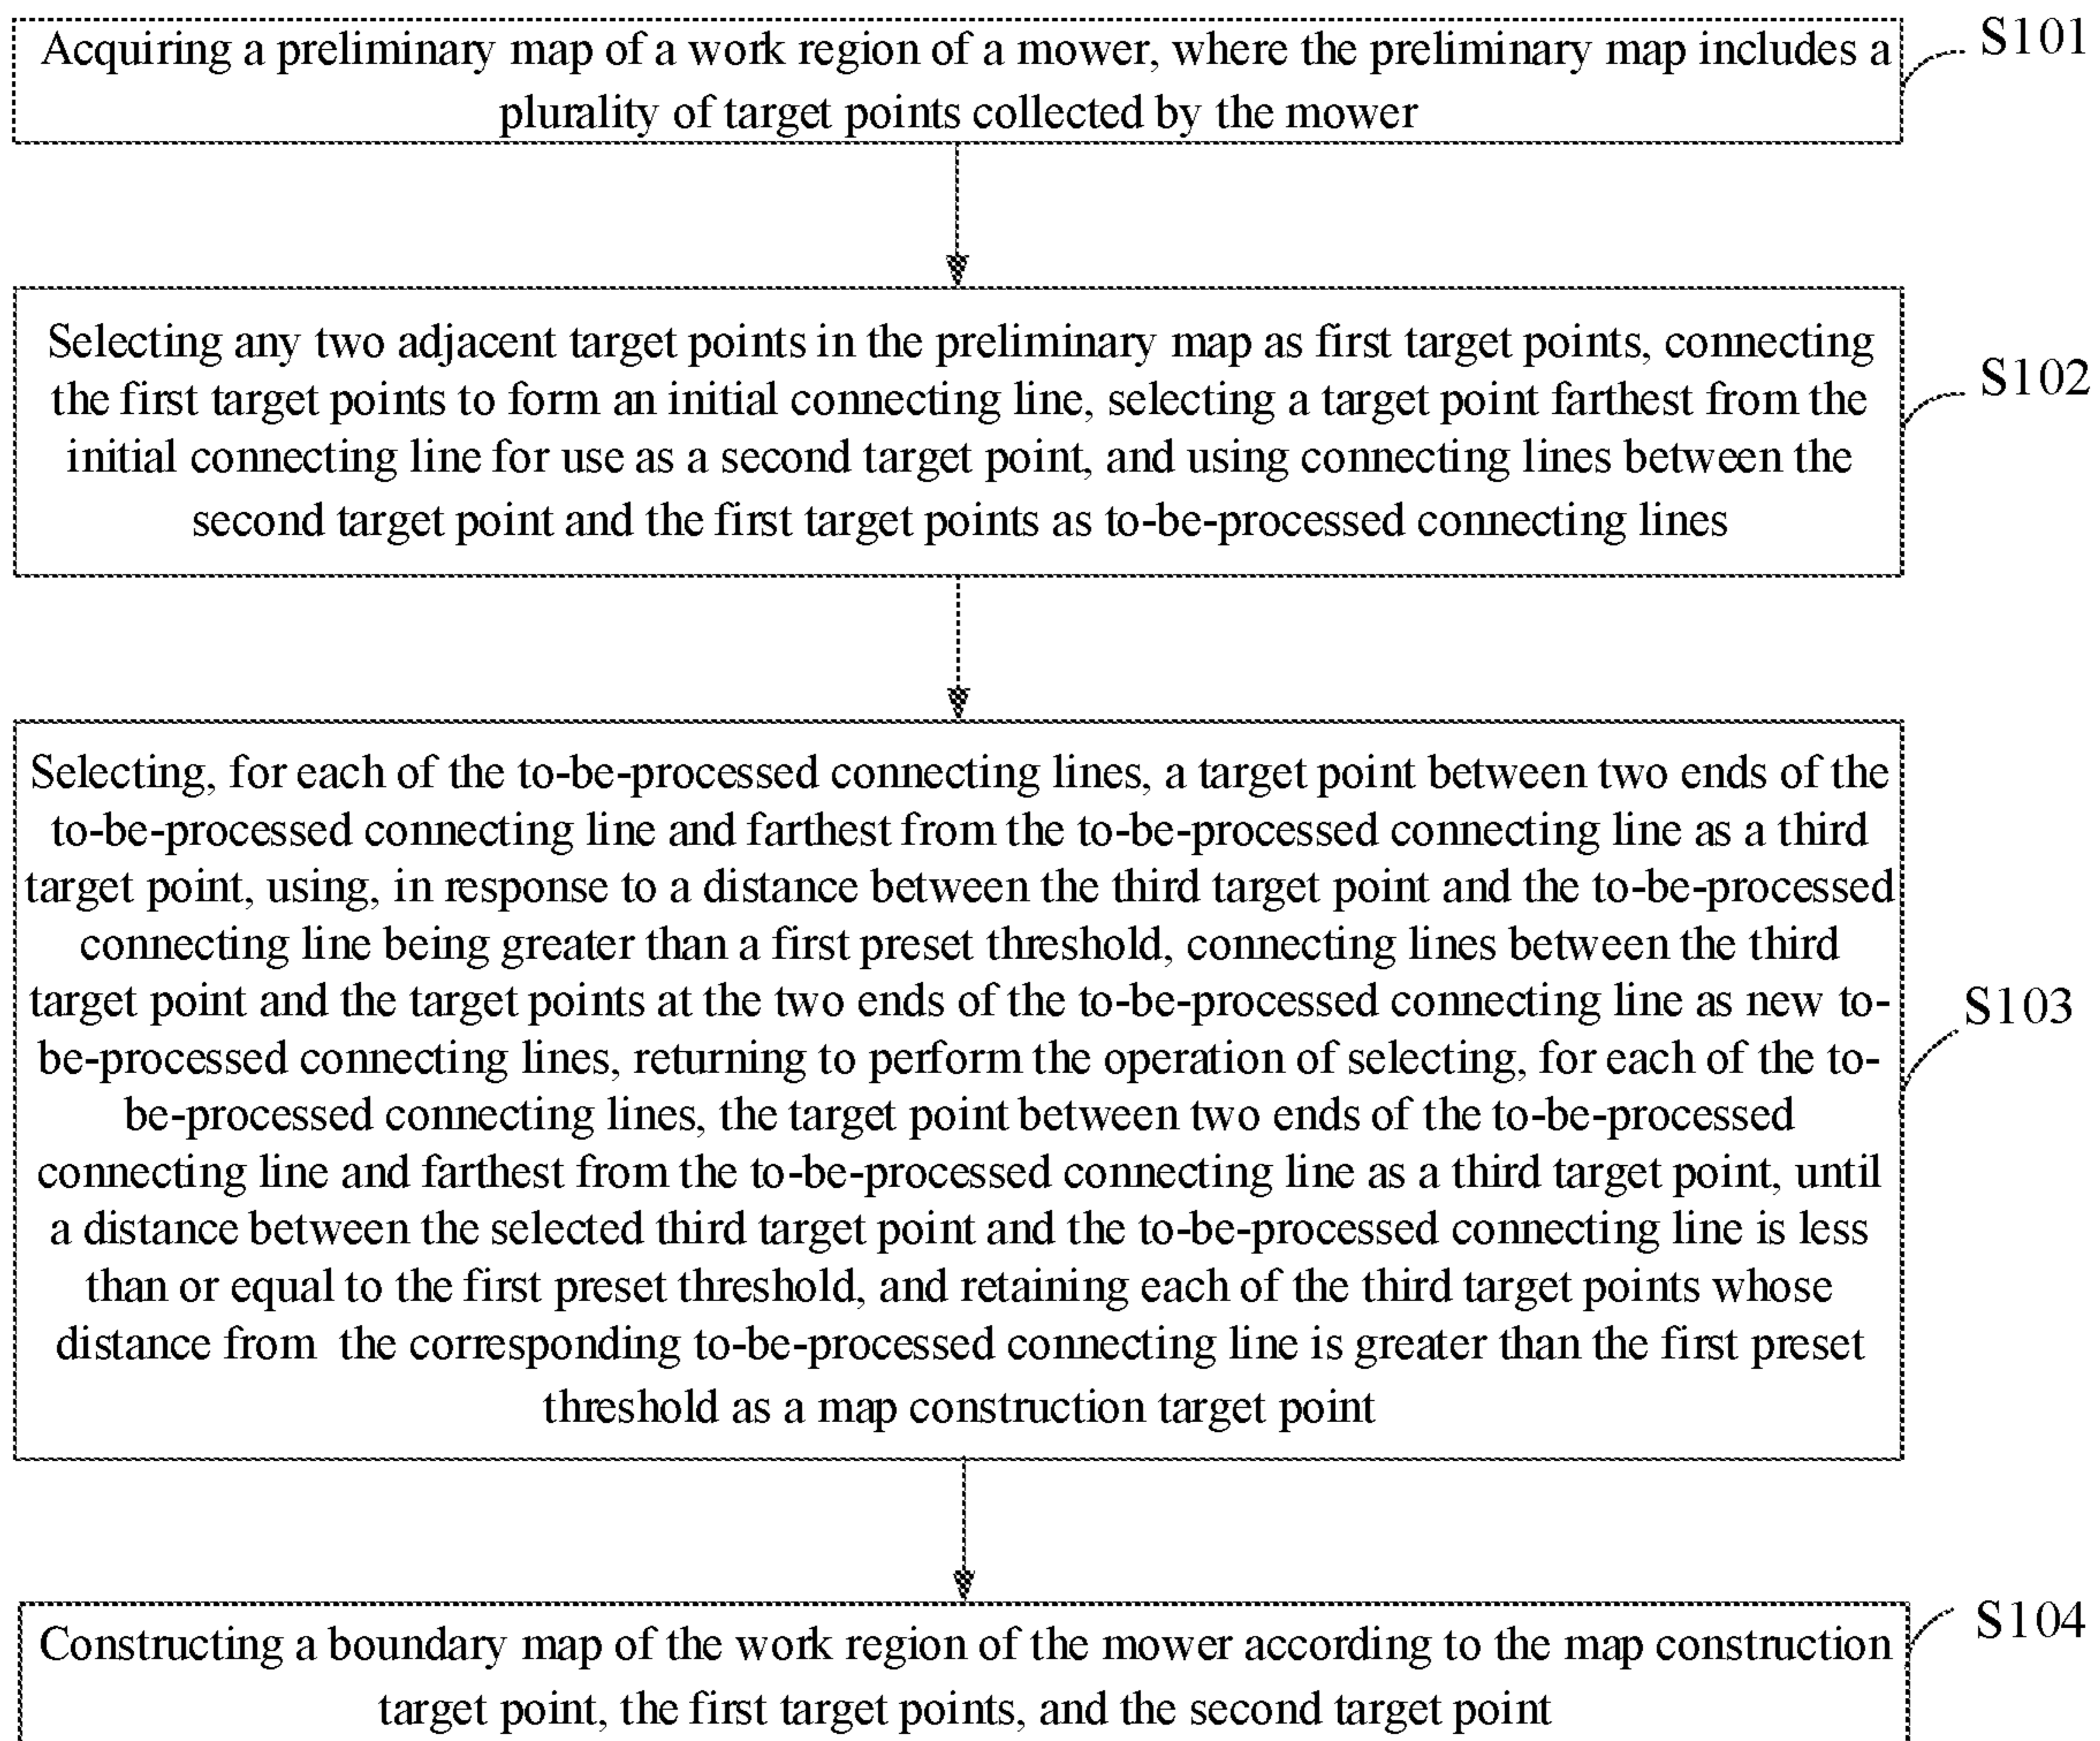 Acquiring a preliminary map of a work region of a mower, where the preliminary map includes a
plurality of target points collected by the mower
S101
Selecting any two adjacent target points in the preliminary map as first target points, connecting
the first target points to form an initial connecting line, selecting a target point farthest from the
initial connecting line for use as a second target point, and using connecting lines between the
second target point and the first target points as to-be-processed connecting lines
S102
Selecting, for each of the to-be-processed connecting lines, a target point between two ends of the
to-be-processed connecting line and farthest from the to-be-processed connecting line as a third
target point, using, in response to a distance between the third target point and the to-be-processed
connecting line being greater than a first preset threshold, connecting lines between the third
target point and the target points at the two ends of the to-be-processed connecting line as new to-
be-processed connecting lines, returning to perform the operation of selecting, for each of the to-
be-processed connecting lines, the target point between two ends of the to-be-processed
connecting line and farthest from the to-be-processed connecting line as a third target point, until
a distance between the selected third target point and the to-be-processed connecting line is less
than or equal to the first preset threshold, and retaining each of the third target points whose
distance from the corresponding to-be-processed connecting line is greater than the first preset
threshold as a map construction target point
S103
Constructing a boundary map of the work region of the mower according to the map construction
target point, the first target points, and the second target point
S104